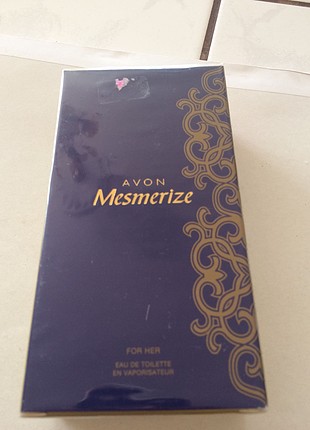 AVON
Mesmerize
FOR HER
EAU DE TOILETTE
EN VAPORISATEUR